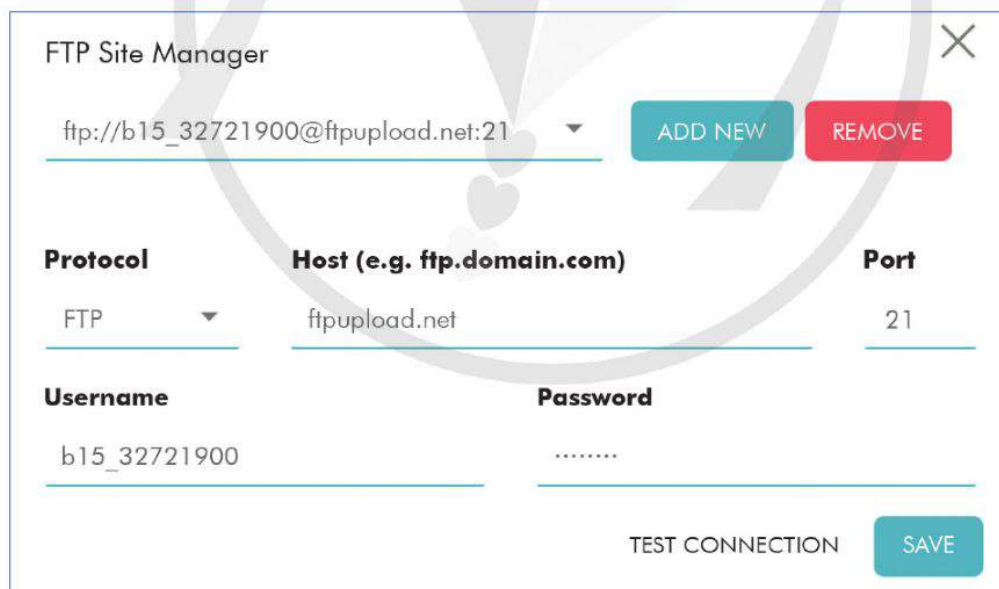 FTP Site Manager
ftp://b15_32721900@ftpupload.net:21
ADD NEW
REMOVE
Protocol
Host (e.g. ftp.domain.com)
Port
FTP
ftpupload.net
21
Username
Password
b15_32721900
........
TEST CONNECTION
SAVE